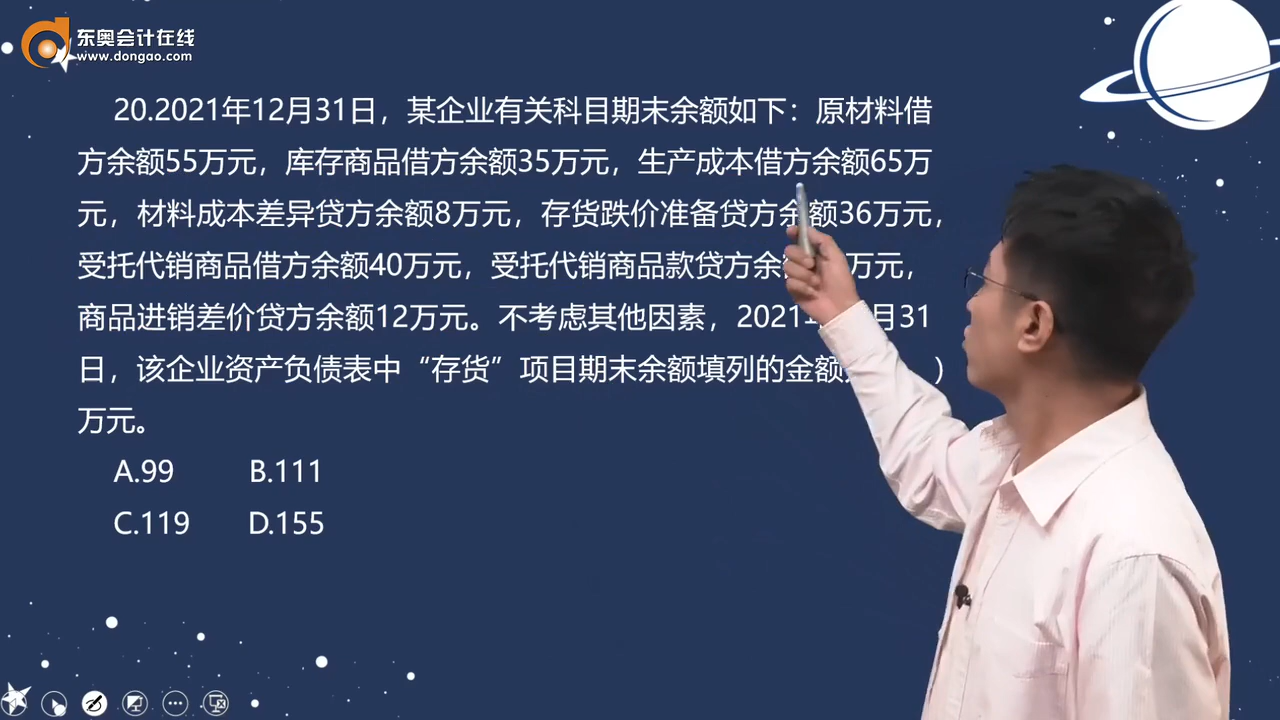 东奥会计在线
www.dongao.com
20.2021年12月31日，某企业有关科目期末余额如下：原材料借
方余额55万元，库存商品借方余额35万元，生产成本借方余额65万
元，材料成本差异贷方余额8万元，存货跌价准备贷方余额36万元，
受托代销商品借方余额40万元，受托代销商品款贷方余 万元，
商品进销差价贷方余额12万元。不考虑其他因素，2021 月31
日，该企业资产负债表中“存货”项目期末余额填列的金额 ）
万元。
A.99 B.111
C.119 D.155